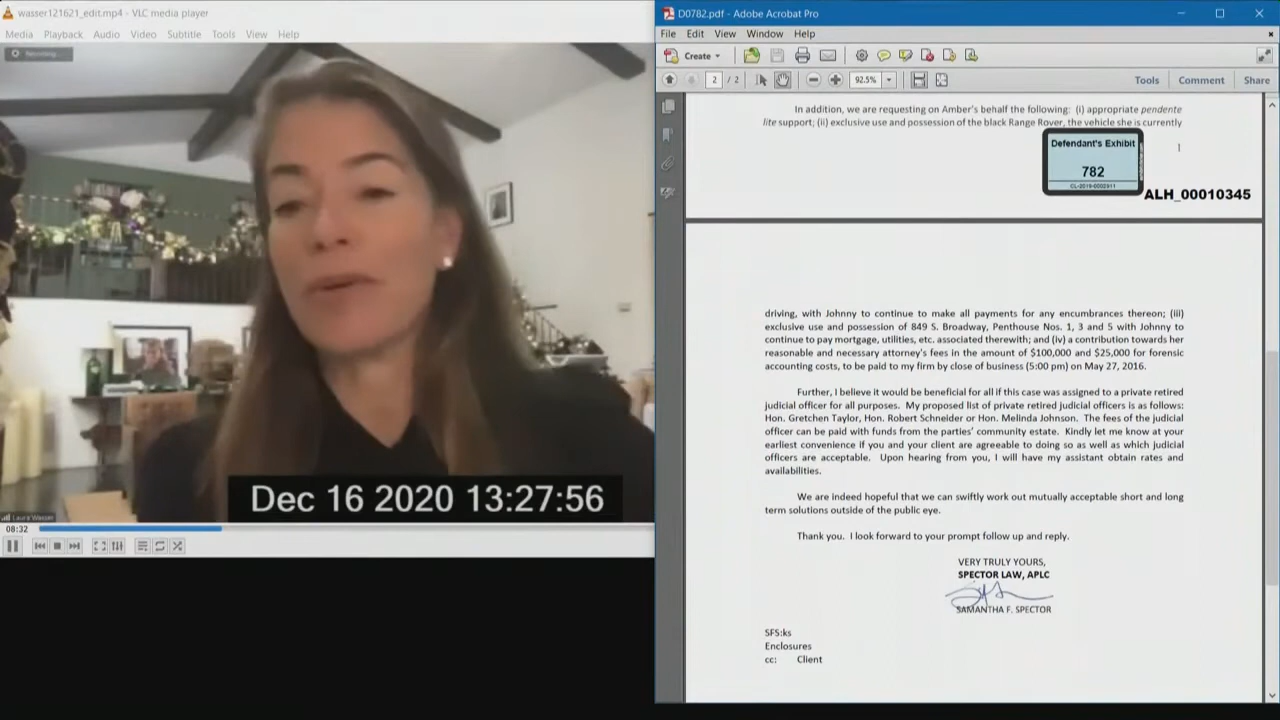 wasser121621_edit.mp4 - VLC media player
Media Playback Audio Video Subtitle Tools View Help
Recording...
Dec 16 2020 13:27:56
Laura Wasser
08:32
D0782.pdf - Adobe Acrobat Pro
File Edit View Window Help
Create
2 / 2
92.5%
Tools Comment Share
In addition, we are requesting on Amber's behalf the following: (i) appropriate pendente
lite support; (ii) exclusive use and possession of the black Range Rover, the vehicle she is currently
Defendant's Exhibit
782
CL-2019-0002911
ALH_00010345
driving, with Johnny to continue to make all payments for any encumbrances thereon; (iii)
exclusive use and possession of 849 S. Broadway, Penthouse Nos. 1, 3 and 5 with Johnny to
continue to pay mortgage, utilities, etc. associated therewith; and (iv) a contribution towards her
reasonable and necessary attorney's fees in the amount of $100,000 and $25,000 for forensic
accounting costs, to be paid to my firm by close of business (5:00 pm) on May 27, 2016.
Further, I believe it would be beneficial for all if this case was assigned to a private retired
judicial officer for all purposes. My proposed list of private retired judicial officers is as follows:
Hon. Gretchen Taylor, Hon. Robert Schneider or Hon. Melinda Johnson. The fees of the judicial
officer can be paid with funds from the parties' community estate. Kindly let me know at your
earliest convenience if you and your client are agreeable to doing so as well as which judicial
officers are acceptable. Upon hearing from you, I will have my assistant obtain rates and
availabilities.
We are indeed hopeful that we can swiftly work out mutually acceptable short and long
term solutions outside of the public eye.
Thank you. I look forward to your prompt follow up and reply.
VERY TRULY YOURS,
SPECTOR LAW, APLC
SAMANTHA F. SPECTOR
SFS:ks
Enclosures
cc: Client